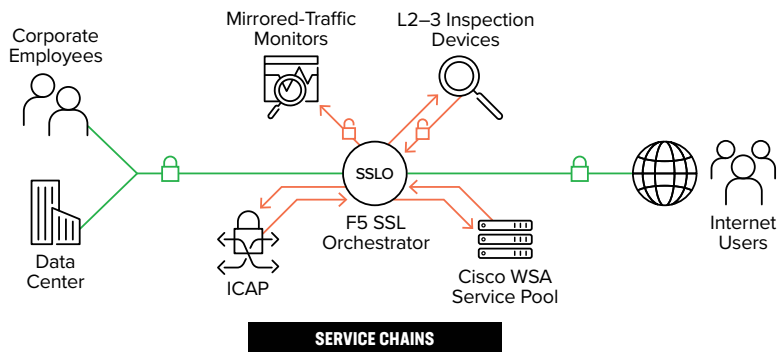 Corporate
Employees
Mirrored-Traffic
Monitors
L2–3 Inspection
Devices
SSLO
F5 SSL
Orchestrator
Data
Center
ICAP
Cisco WSA
Service Pool
Internet
Users
SERVICE CHAINS